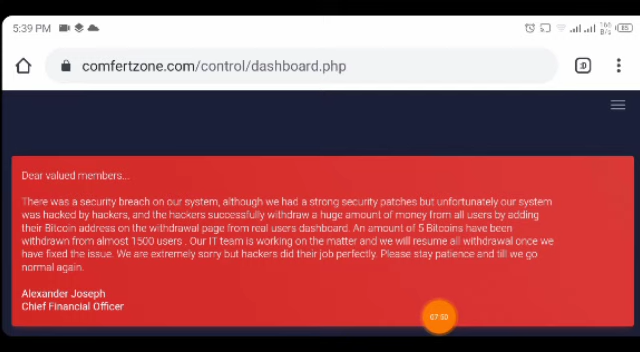 5:39 PM
comfertzone.com/control/dashboard.php
:D
Dear valued members...
There was a security breach on our system, although we had a strong security patches but unfortunately our system
was hacked by hackers, and the hackers successfully withdraw a huge amount of money from all users by adding
their Bitcoin address on the withdrawal page from real users dashboard. An amount of 5 Bitcoins have been
withdrawn from almost 1500 users . Our IT team is working on the matter and we will resume all withdrawal once we
have fixed the issue. We are extremely sorry but hackers did their job perfectly. Please stay patience and till we go
normal again.
Alexander Joseph
Chief Financial Officer
07:50